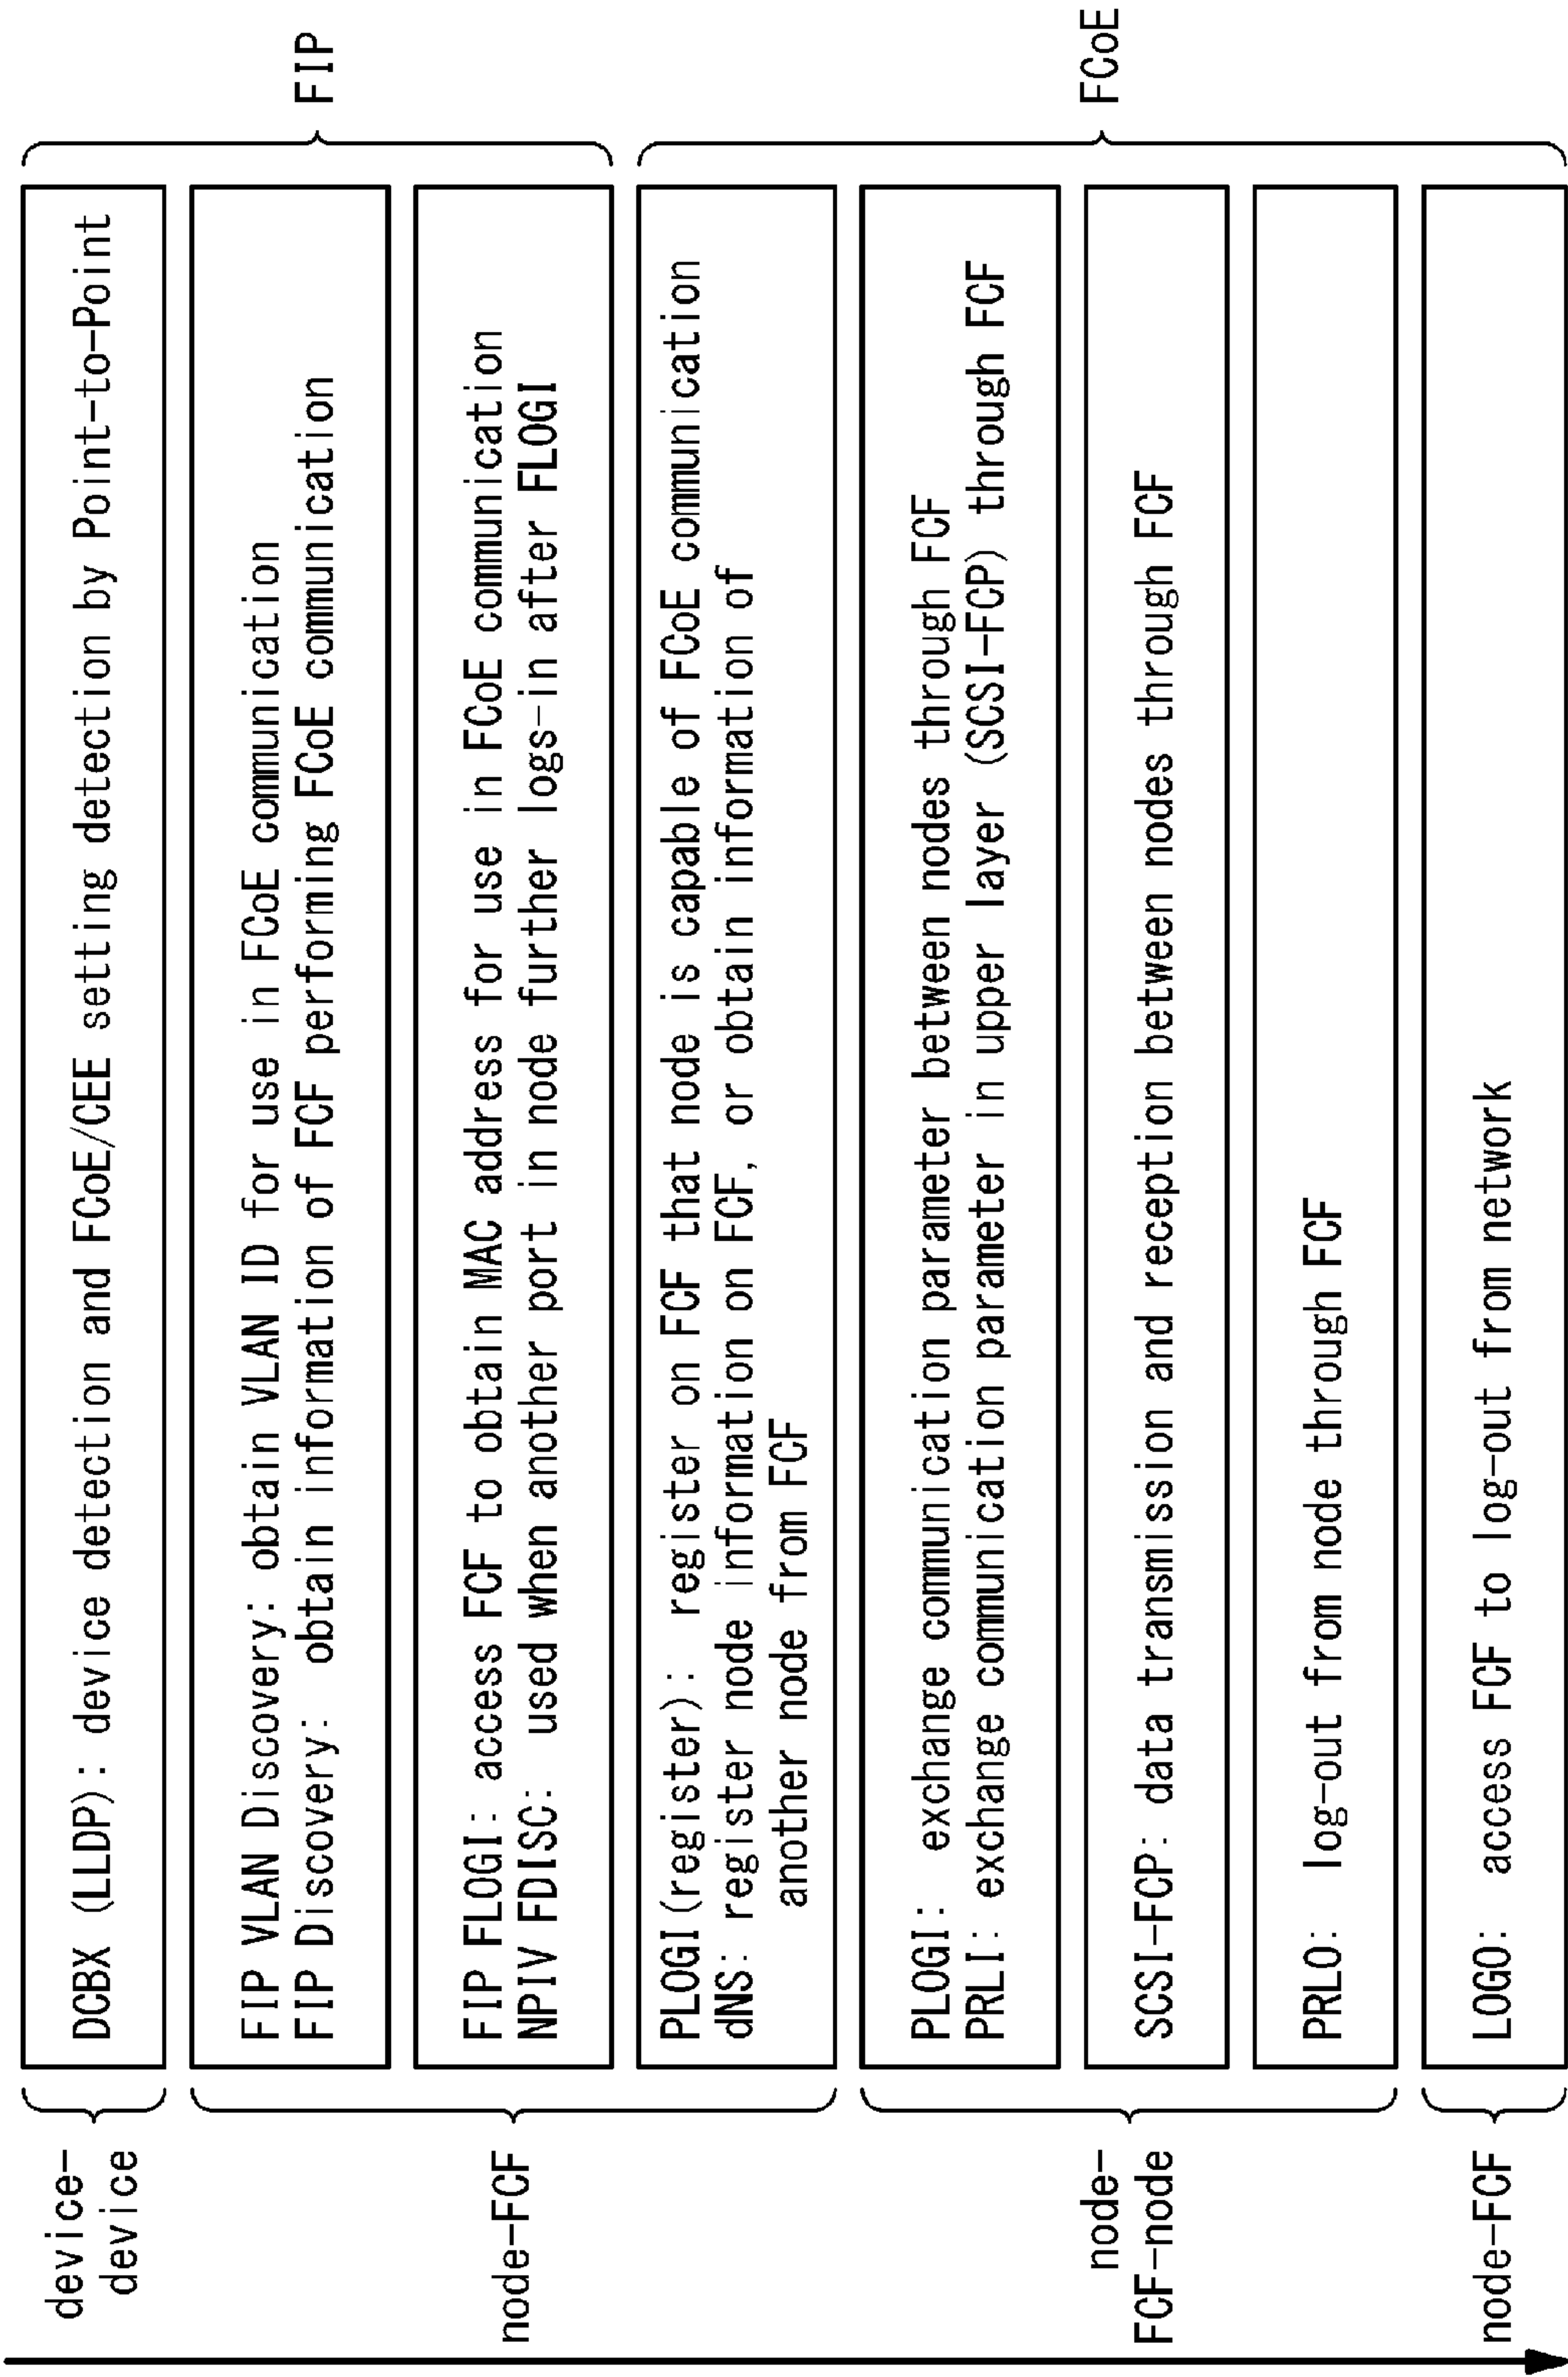 device-
device
DCBX (LLDP): device detection and FCoE/CEE setting detection by Point-to-Point
FIP
node-FCF
FIP VLAN Discovery: obtain VLAN ID for use in FCoE communication
FIP Discovery: obtain information of FCF performing FCoE communication
FIP FLOGI: access FCF to obtain MAC address for use in FCoE communication
NPIV FDISC: used when another port in node further logs-in after FLOGI
PLOGI(register): register on FCF that node is capable of FCoE communication
dNS: register node information on FCF, or obtain information of
another node from FCF
FCoE
node-
FCF-node
PLOGI: exchange communication parameter between nodes through FCF
PRLI: exchange communication parameter in upper layer (SCSI-FCP) through FCF
SCSI-FCP: data transmission and reception between nodes through FCF
PRLO: log-out from node through FCF
node-FCF
LOGO: access FCF to log-out from network